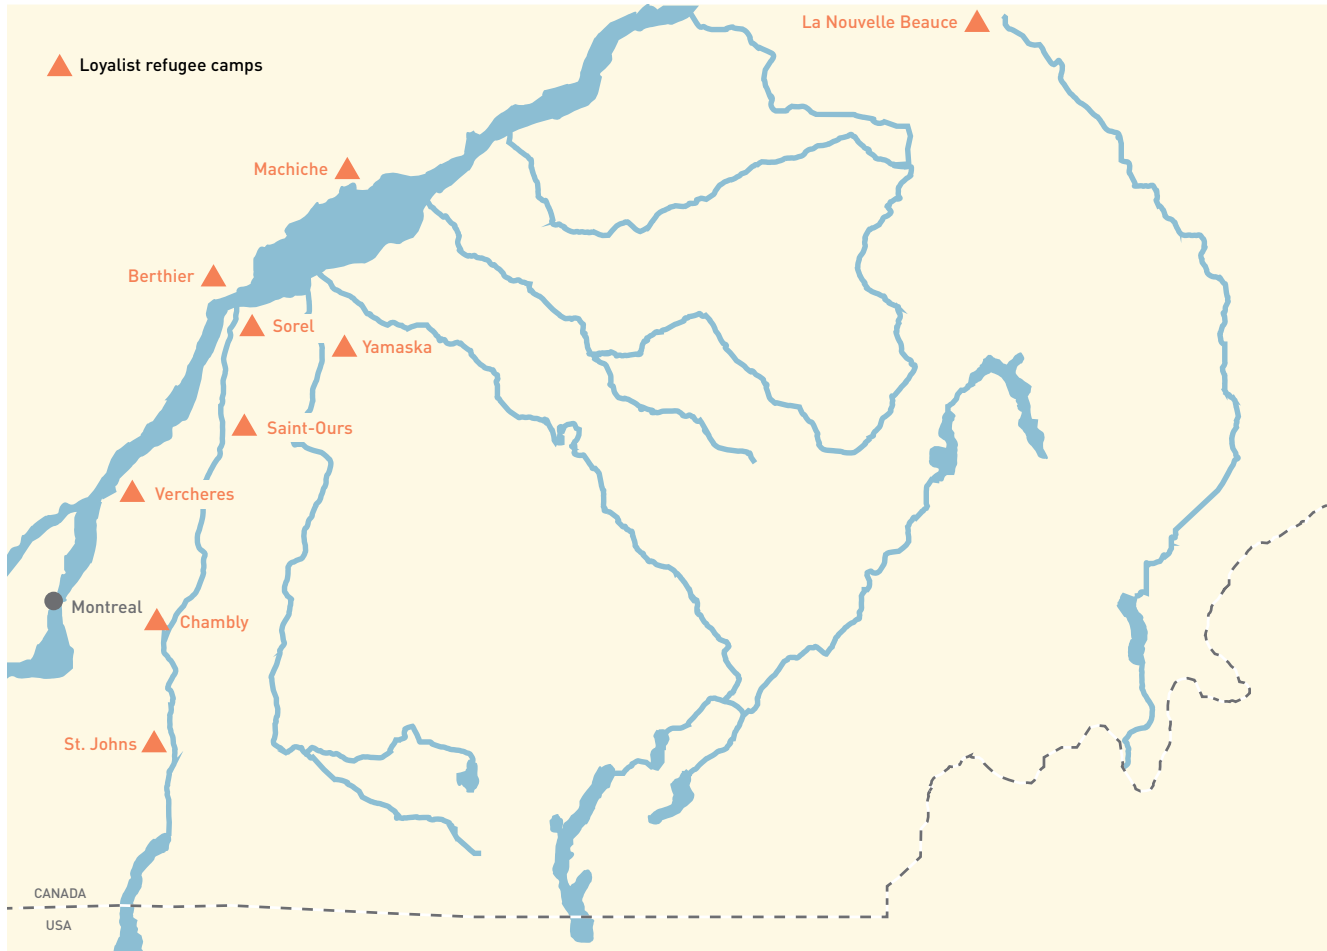 La Nouvelle Beauce
Loyalist refugee camps
Machiche
Berthier
Sorel
Yamaska
Saint-Ours
Vercheres
Montreal
Chambly
St. Johns
CANADA
USA